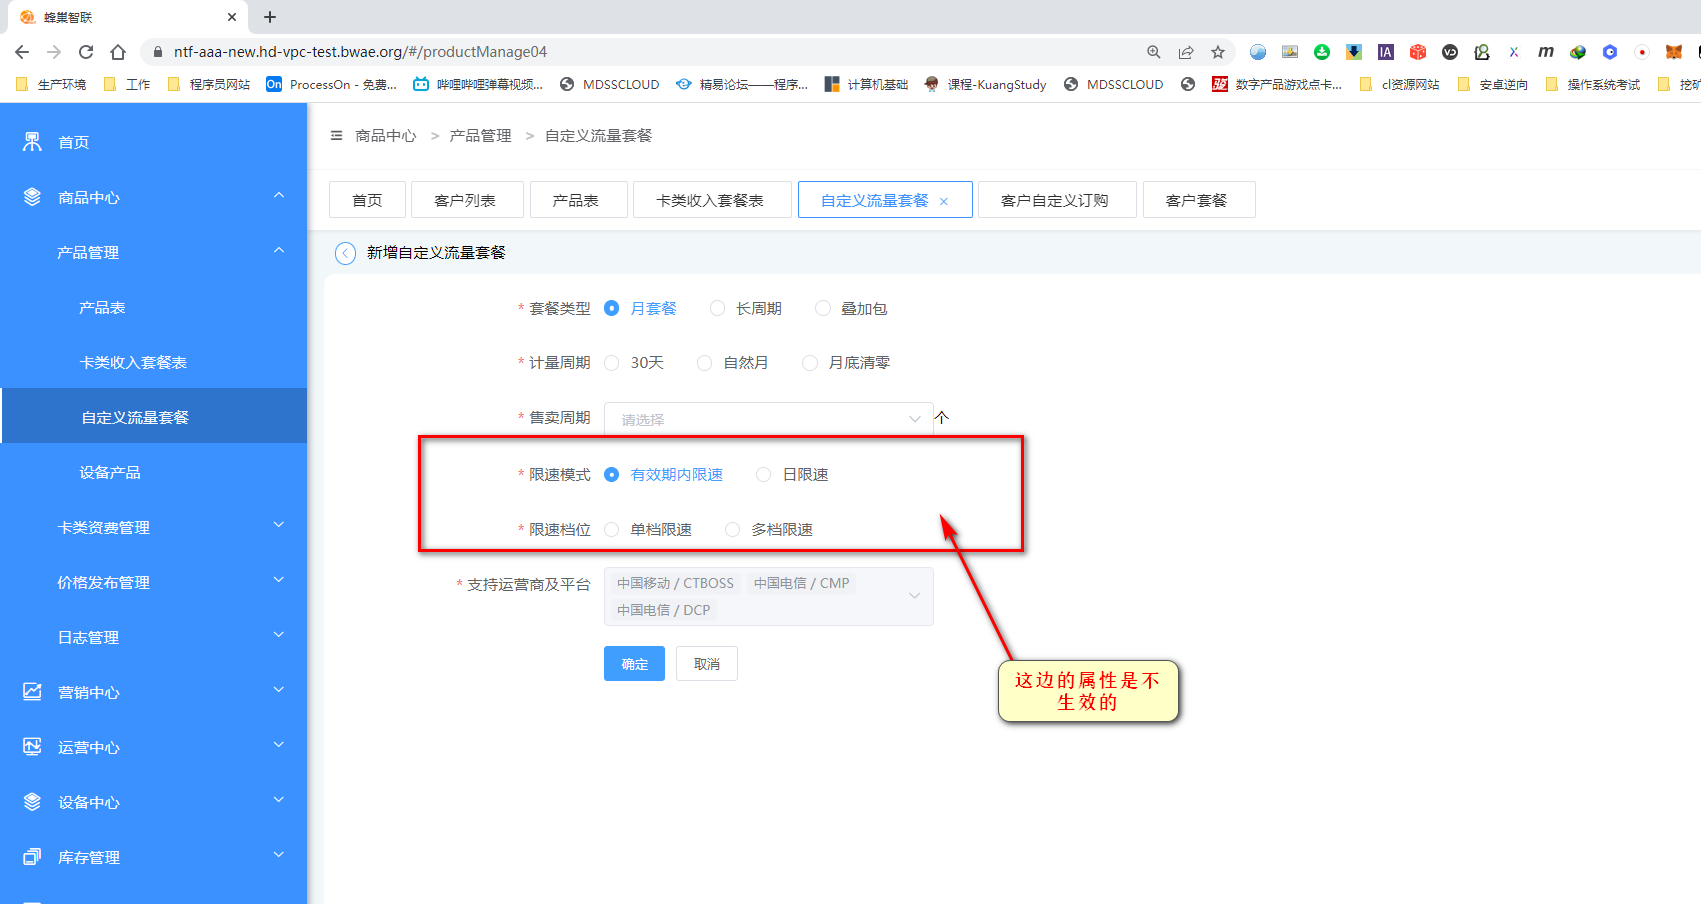 蜂巢智联
ntf-aaa-new.hd-vpc-test.bwae.org/#/productManage04
生产环境 工作 程序员网站 On ProcessOn - 免费... 哔哩哔哩弹幕视频... MDSSCLOUD 精易论坛——程序... 计算机基础 课程-KuangStudy MDSSCLOUD 数字产品游戏点卡... cl资源网站 安卓逆向 操作系统考试 挖矿
首页
商品中心
产品管理
产品表
卡类收入套餐表
自定义流量套餐
设备产品
卡类资费管理
价格发布管理
日志管理
营销中心
运营中心
设备中心
库存管理
商品中心 > 产品管理 > 自定义流量套餐
首页 客户列表 产品表 卡类收入套餐表 自定义流量套餐 × 客户自定义订购 客户套餐
新增自定义流量套餐
* 套餐类型 月套餐 长周期 叠加包
* 计量周期 30天 自然月 月底清零
* 售卖周期 请选择 个
* 限速模式 有效期内限速 日限速
* 限速档位 单档限速 多档限速
* 支持运营商及平台 中国移动 / CTBOSS 中国电信 / CMP
中国电信 / DCP
确定 取消
这边的属性是不
生效的